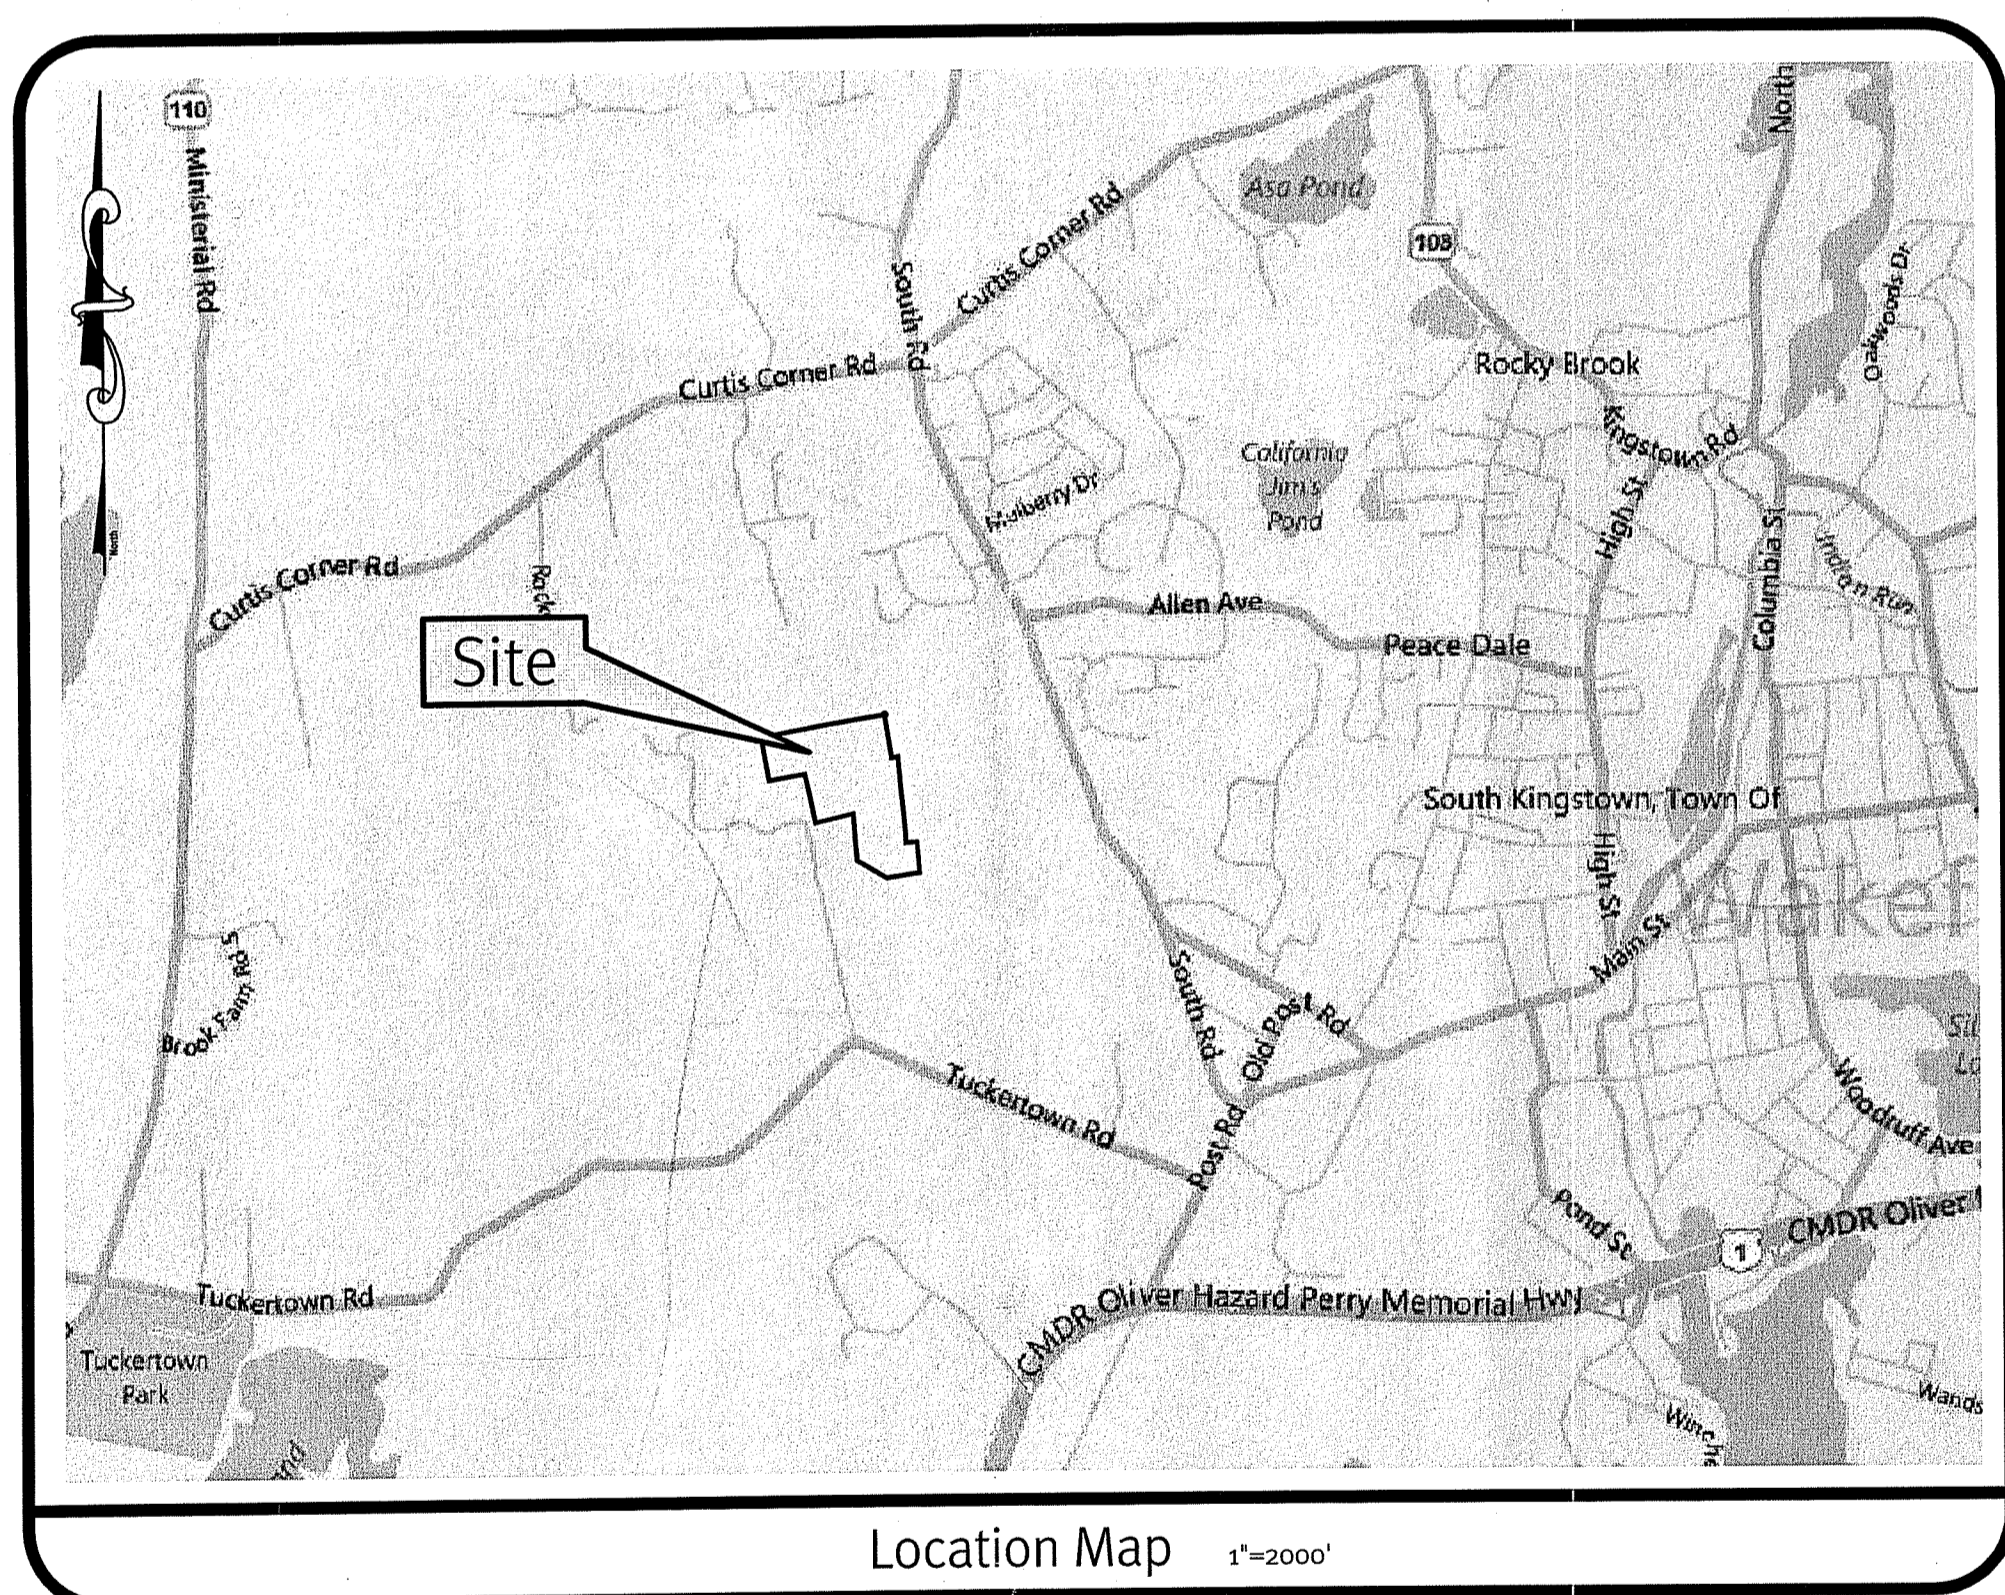 110
Ministerial Rd
North
North
Asa Pond
108
Oakwoods Dr
South Rd
Curtis Corner Rd
Curtis Corner Rd
Rocky Brook
Kingstown Rd
California
Jim's
Pond
Mulberry Dr
High St
Columbia St
Indian Run
Curtis Corner Rd
Rock
Allen Ave
Peace Dale
Site
South Kingstown, Town Of
High St
Main St
Wakef
Brook Farm Rd S
South Rd
Old Post Rd
Tuckertown Rd
Post Rd
Woodruff Ave
Pond St
1
CMDR Oliver
Tuckertown Rd
CMDR Oliver Hazard Perry Memorial Hwy
Tuckertown
Park
Wands
Winche
Location Map 1"=2000'